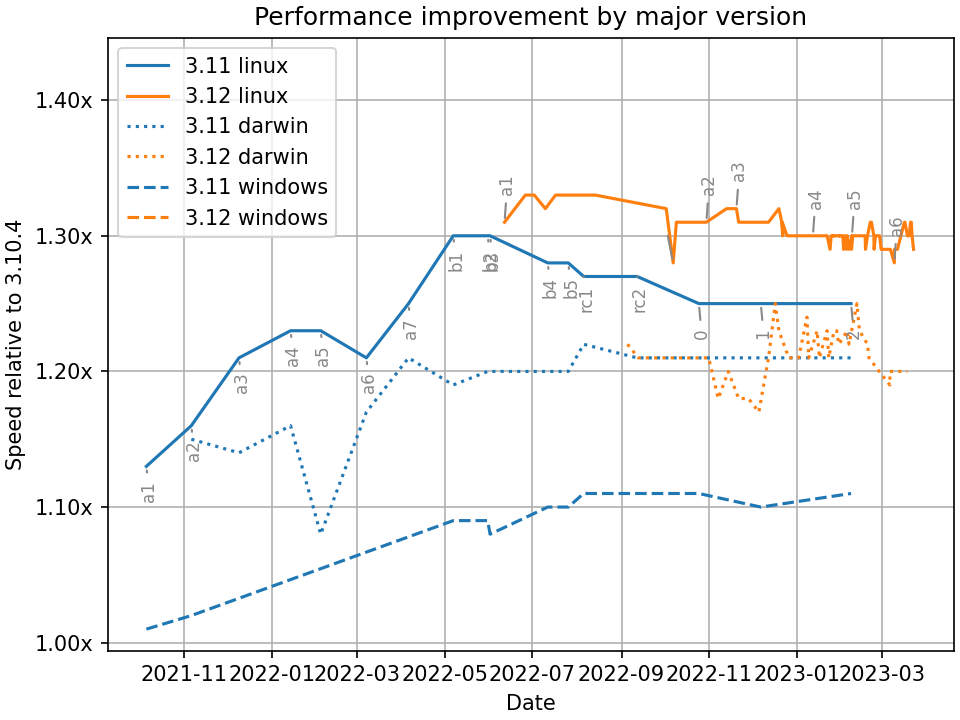 Performance improvement by major version
3.11 linux
3.12 linux
3.11 darwin
3.12 darwin
3.11 windows
3.12 windows
Speed relative to 3.10.4
1.40x
1.30x
1.20x
1.10x
1.00x
a1
a2
a3
a4
a5
a6
a7
b1
b3
b4
b5
rc1
rc2
0
1
2
a1
a2
a3
a4
a5
a6
2021-11
2022-01
2022-03
2022-05
2022-07
2022-09
2022-11
2023-01
2023-03
Date